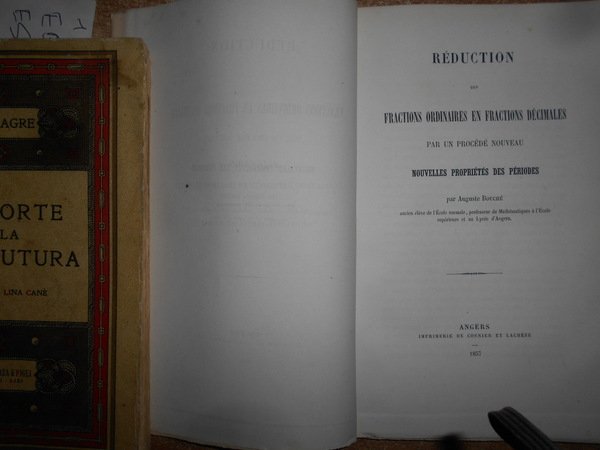 AGRE
ORTE
LA
UTURA
LINA CANÈ
RÉDUCTION
DES
FRACTIONS ORDINAIRES EN FRACTIONS DÉCIMALES
PAR UN PROCÉDÉ NOUVEAU
NOUVELLES PROPRIÉTÉS DES PÉRIODES
par Auguste BOUCHÉ
ancien élève de l'École normale, professeur de Mathématiques à l'École
supérieure et au Lycée d'Angers.
ANGERS
IMPRIMERIE DE COSNIER ET LACHÈSE
1857